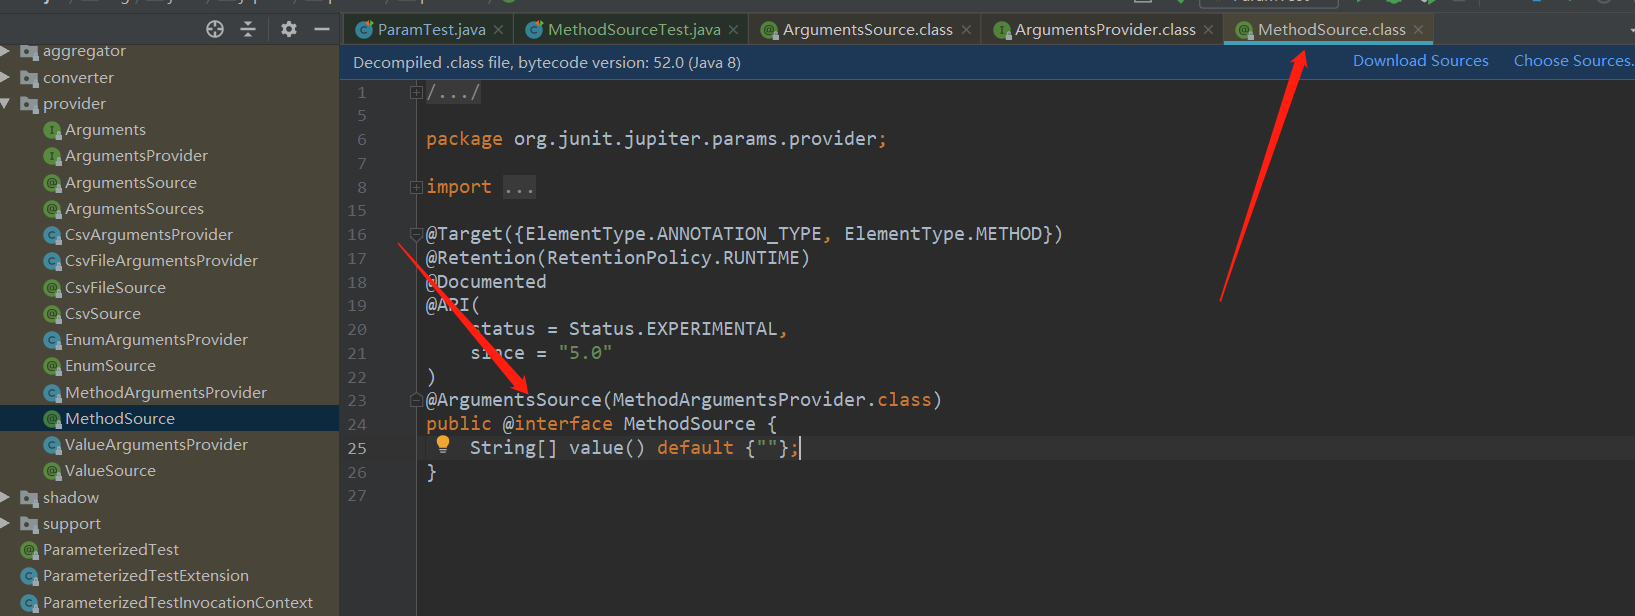 ParamTest.java
MethodSourceTest.java
ArgumentsSource.class
ArgumentsProvider.class
MethodSource.class
Decompiled .class file, bytecode version: 52.0 (Java 8)
Download Sources
Choose Sources.
aggregator
converter
provider
Arguments
ArgumentsProvider
ArgumentsSource
ArgumentsSources
CsvArgumentsProvider
CsvFileArgumentsProvider
CsvFileSource
CsvSource
EnumArgumentsProvider
EnumSource
MethodArgumentsProvider
MethodSource
ValueArgumentsProvider
ValueSource
shadow
support
ParameterizedTest
ParameterizedTestExtension
ParameterizedTestInvocationContext
1 /.../
5
6 package org.junit.jupiter.params.provider;
7
8 import ...
15
16 @Target({ElementType.ANNOTATION_TYPE, ElementType.METHOD})
17 @Retention(RetentionPolicy.RUNTIME)
18 @Documented
19 @API(
20 status = Status.EXPERIMENTAL,
21 since = "5.0"
22 )
23 @ArgumentsSource(MethodArgumentsProvider.class)
24 public @interface MethodSource {
25 String[] value() default {""};
26 }
27